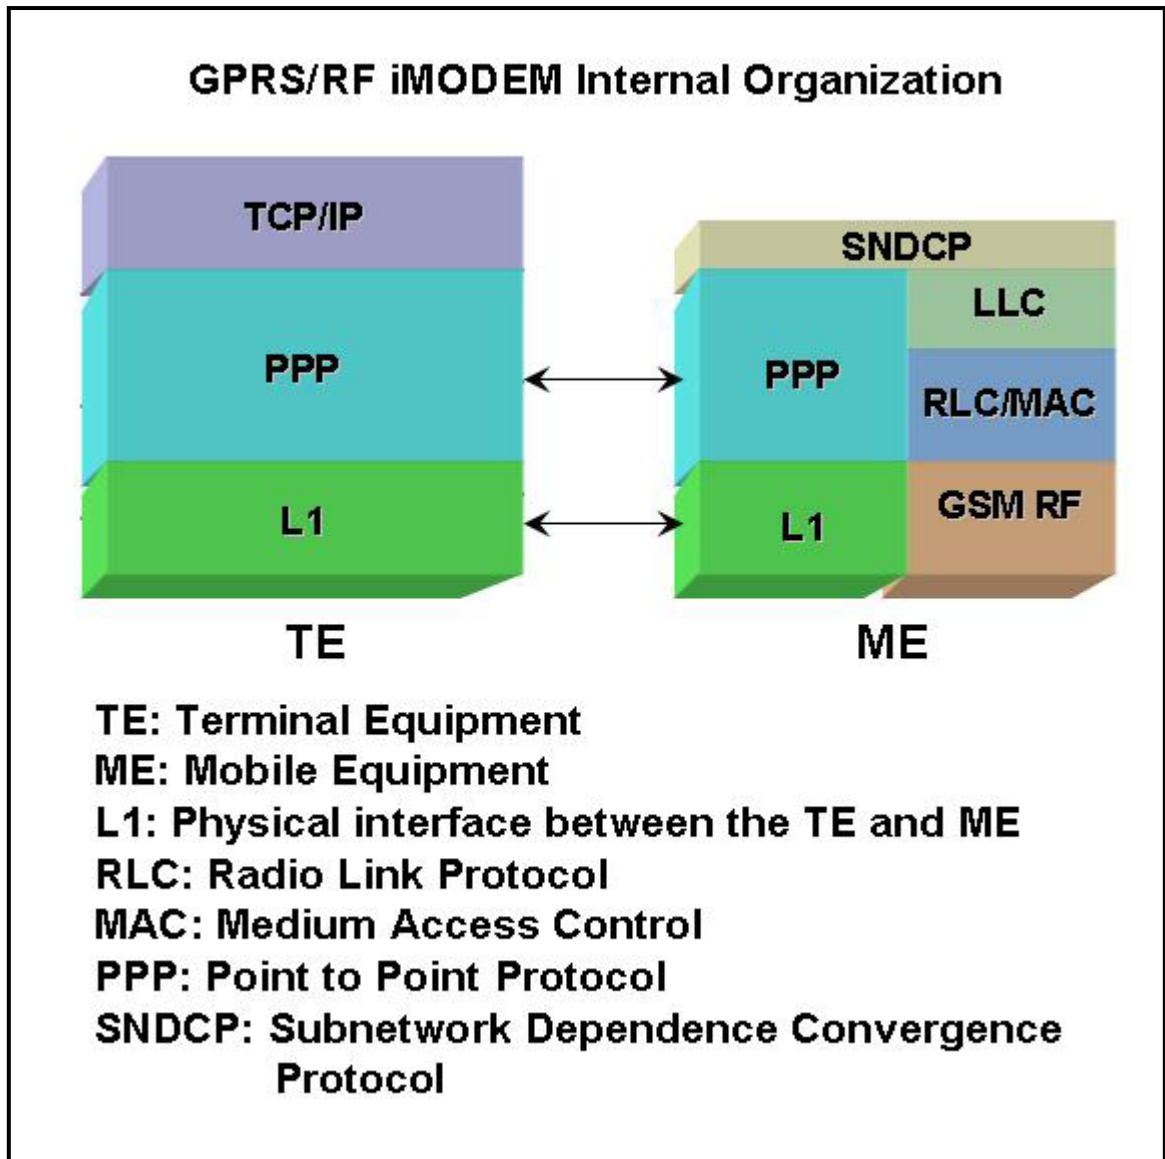 GPRS/RF iMODEM Internal Organization
TCP/IP
PPP
L1
TE
SNDCP
PPP
LLC
RLC/MAC
L1
GSM RF
ME
TE: Terminal Equipment
ME: Mobile Equipment
L1: Physical interface between the TE and ME
RLC: Radio Link Protocol
MAC: Medium Access Control
PPP: Point to Point Protocol
SNDCP: Subnetwork Dependence Convergence
Protocol